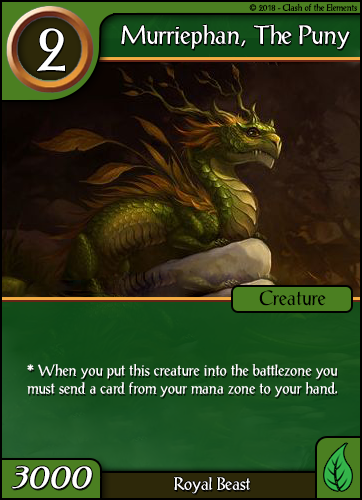 © 2018 - Clash of the Elements
2
Murriephan, The Puny
Creature
* When you put this creature into the battlezone you
must send a card from your mana zone to your hand.
3000
Royal Beast